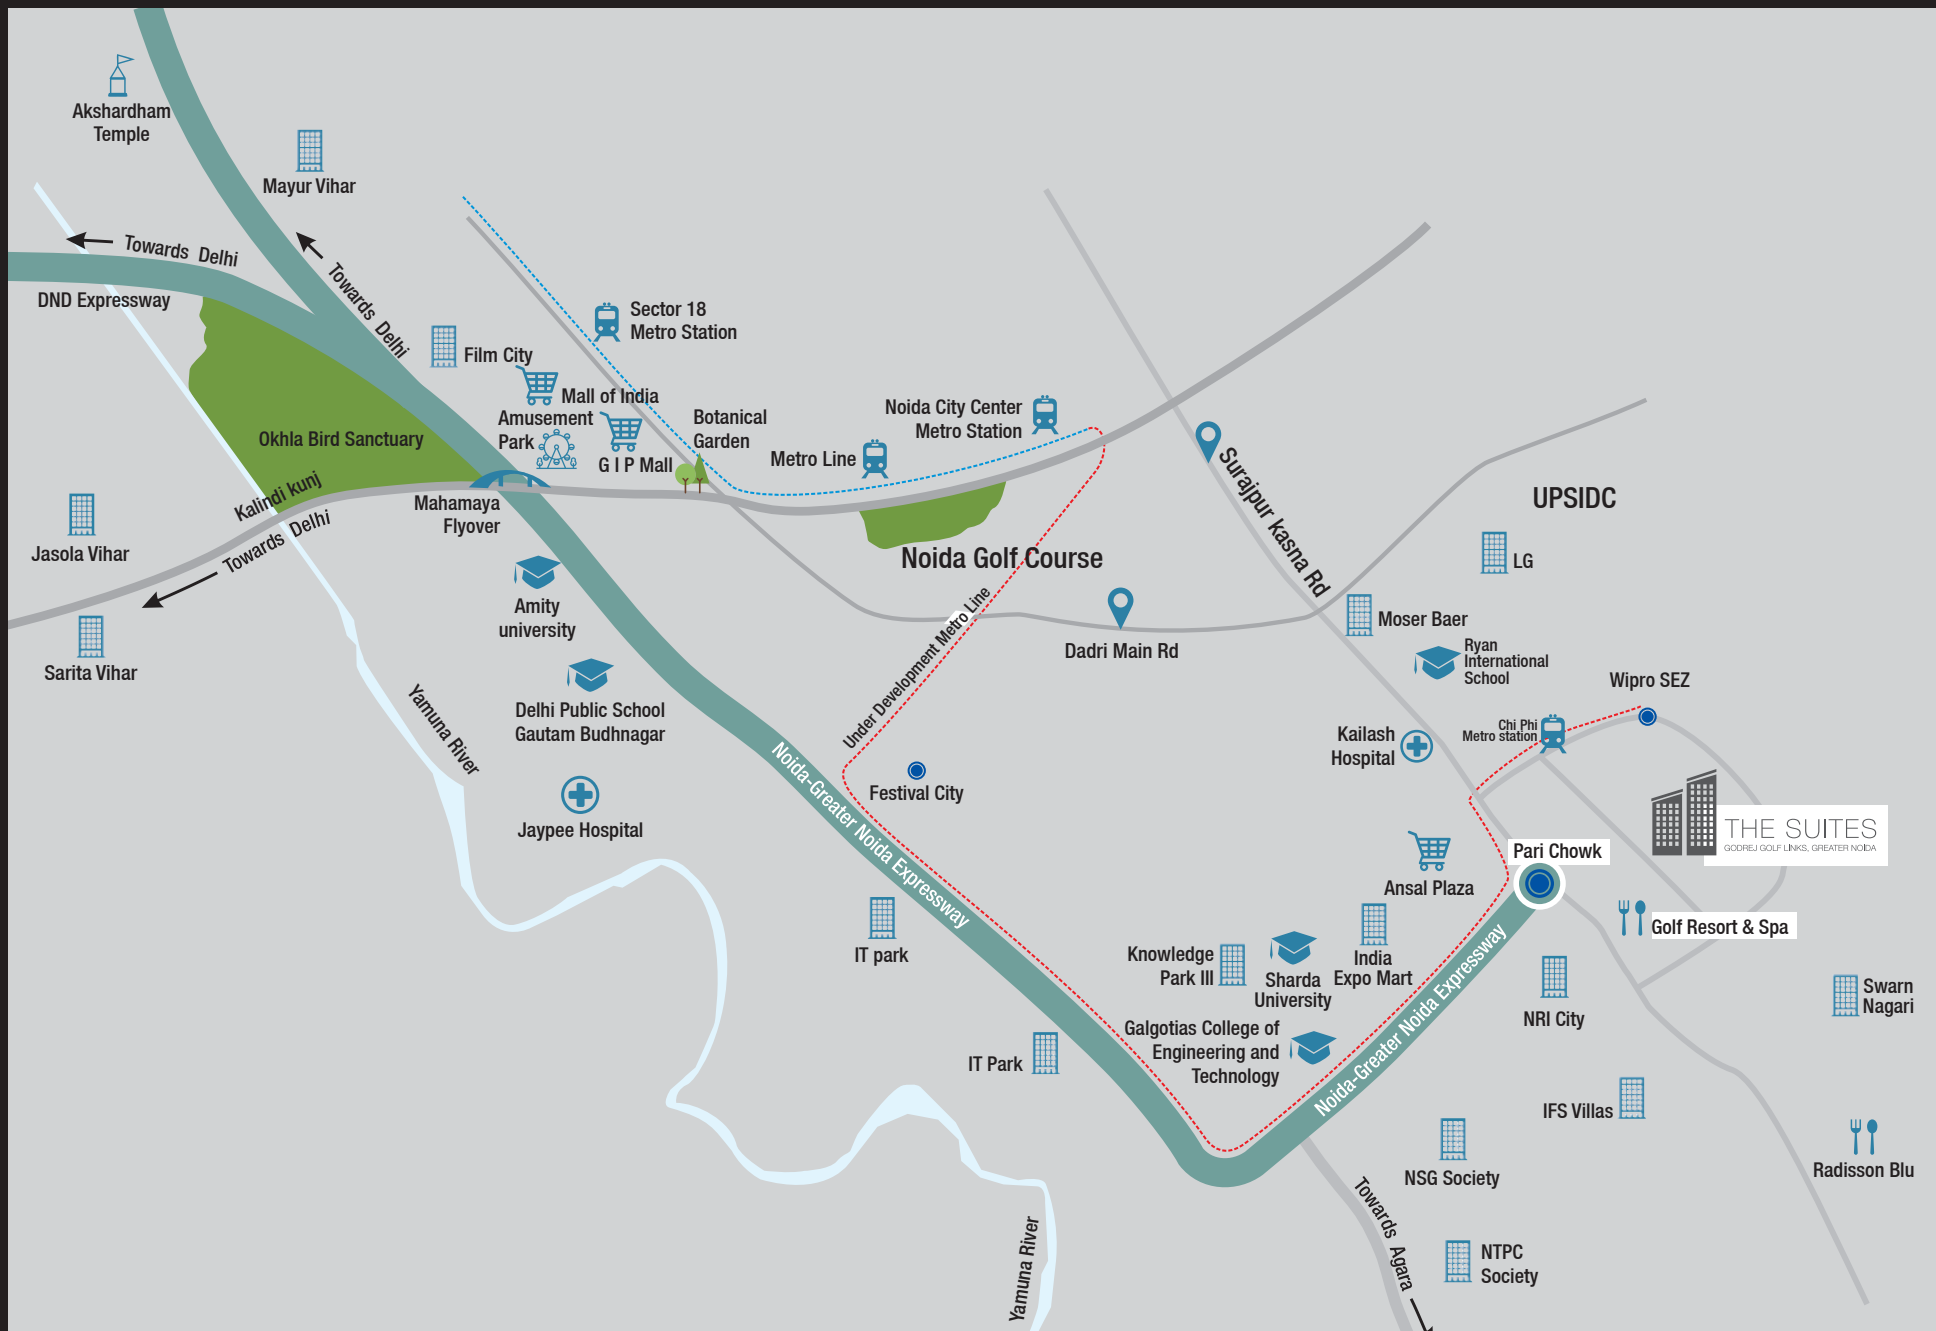 Akshardham
Temple
Mayur Vihar
Towards Delhi
DND Expressway
Towards Delhi
Sector 18
Metro Station
Film City
Mall of India
Amusement
Park
G I P Mall
Botanical
Garden
Noida City Center
Metro Station
Metro Line
Okhla Bird Sanctuary
Kalindi kunj
Towards Delhi
Mahamaya
Flyover
Jasola Vihar
Sarita Vihar
Surajpur kasna Rd
UPSIDC
LG
Noida Golf Course
Amity
university
Under Development Metro Line
Dadri Main Rd
Moser Baer
Ryan
International
School
Wipro SEZ
Delhi Public School
Gautam Budhnagar
Yamuna River
Chi Phi
Metro station
Kailash
Hospital
Noida-Greater Noida Expressway
Festival City
Jaypee Hospital
THE SUITES
GODREJ GOLF LINKS, GREATER NOIDA
Pari Chowk
Ansal Plaza
Golf Resort & Spa
IT park
Knowledge
Park III
Sharda
University
India
Expo Mart
Noida-Greater Noida Expressway
NRI City
Swarn
Nagari
Galgotias College of
Engineering and
Technology
IT Park
IFS Villas
NSG Society
Radisson Blu
Towards Agara
Yamuna River
NTPC
Society